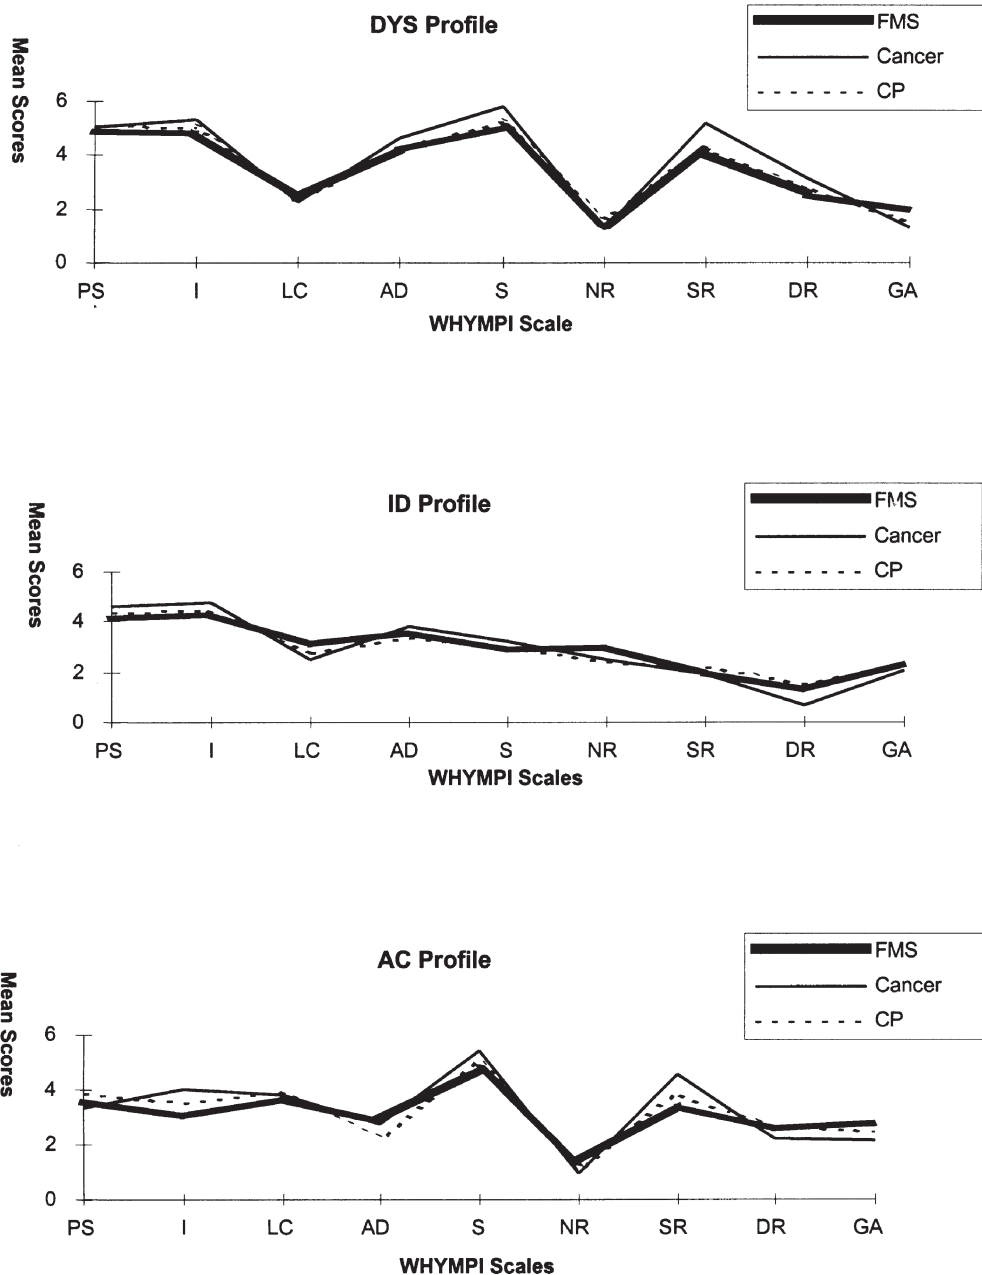 DYS Profile
FMS
Cancer
CP
Mean Scores
6
4
2
0
PS I LC AD S NR SR DR GA
WHYMPI Scale
ID Profile
FMS
Cancer
CP
Mean Scores
6
4
2
0
PS I LC AD S NR SR DR GA
WHYMPI Scales
AC Profile
FMS
Cancer
CP
Mean Scores
6
4
2
0
PS I LC AD S NR SR DR GA
WHYMPI Scales